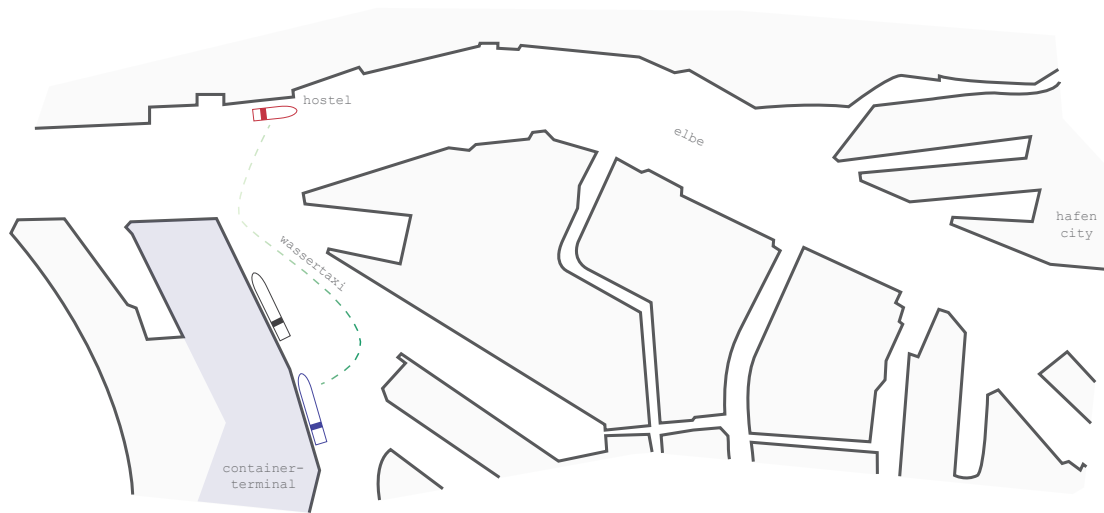 hostel
elbe
wassertaxi
hafen
city
container-
terminal